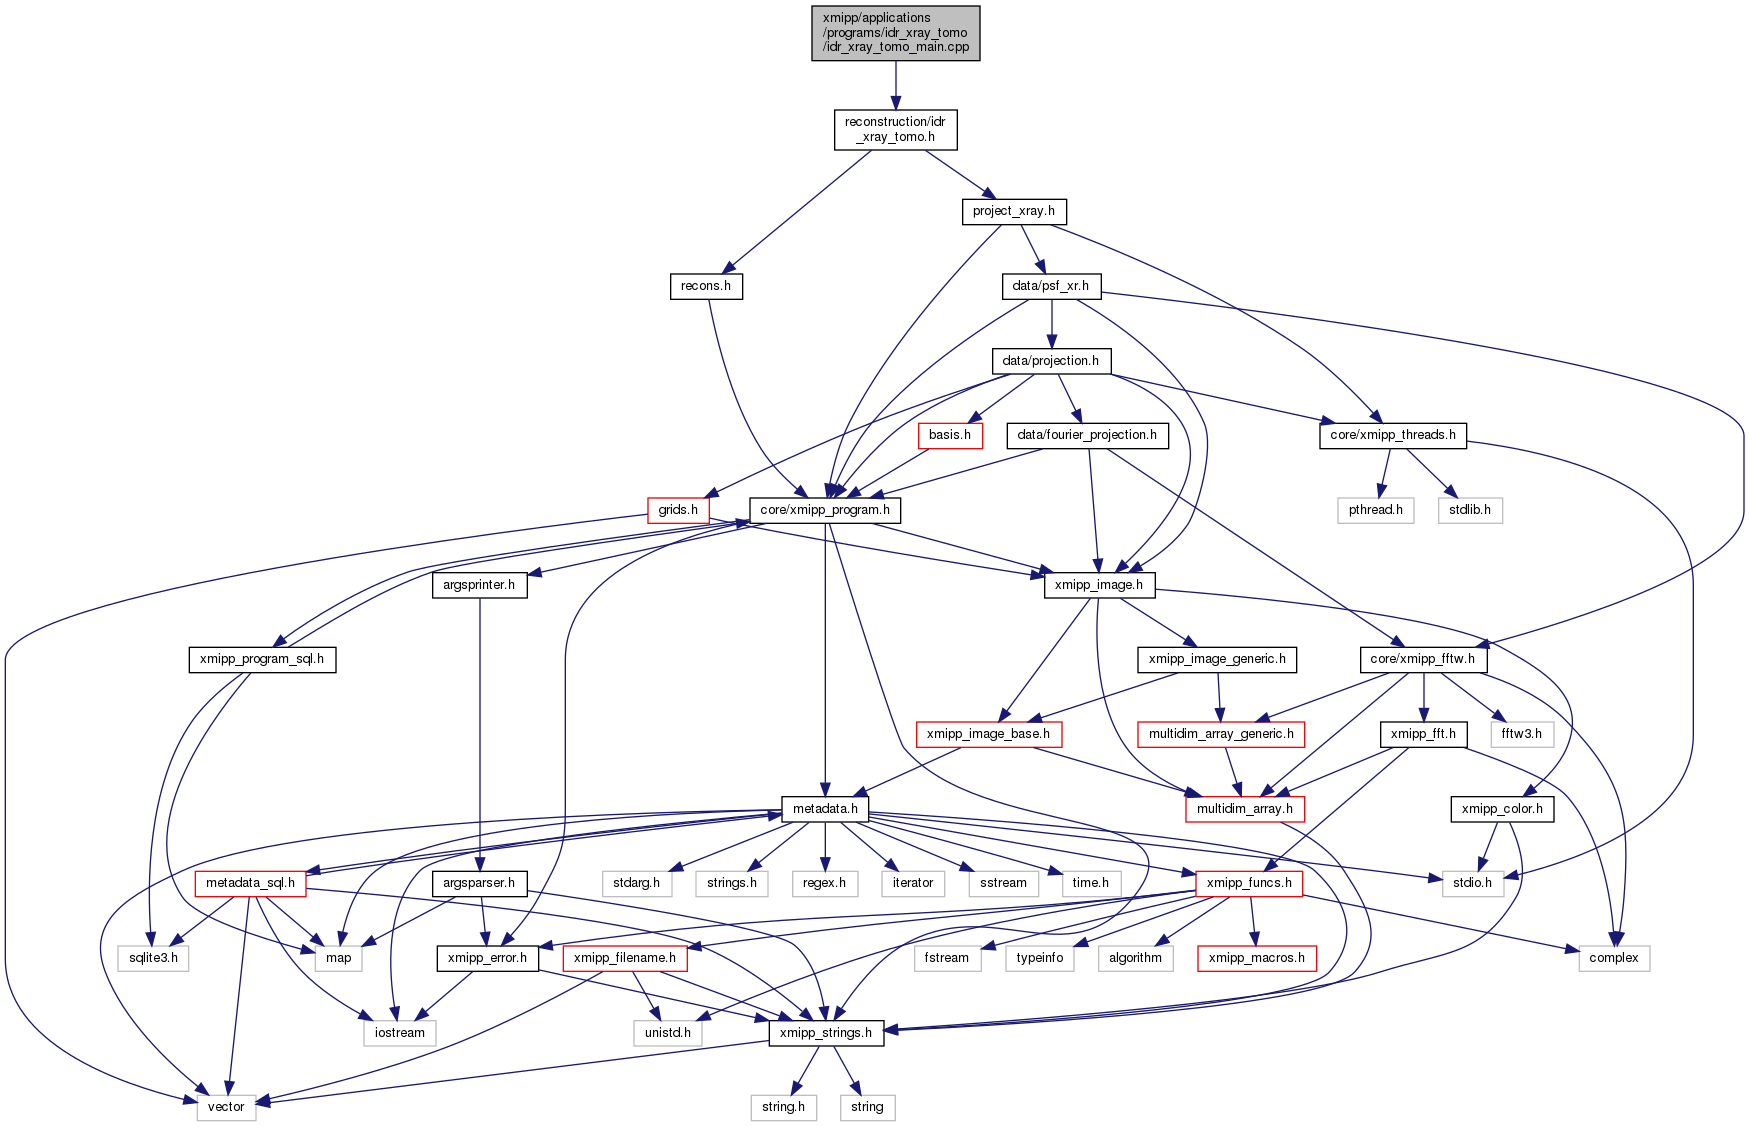 xmipp/applications
/programs/idr_xray_tomo
/idr_xray_tomo_main.cpp
reconstruction/idr
_xray_tomo.h
project_xray.h
recons.h
data/psf_xr.h
data/projection.h
basis.h
data/fourier_projection.h
core/xmipp_threads.h
grids.h
core/xmipp_program.h
pthread.h
stdlib.h
argsprinter.h
xmipp_image.h
xmipp_program_sql.h
xmipp_image_generic.h
core/xmipp_fftw.h
xmipp_image_base.h
multidim_array_generic.h
xmipp_fft.h
fftw3.h
metadata.h
multidim_array.h
xmipp_color.h
metadata_sql.h
argsparser.h
stdarg.h
strings.h
regex.h
iterator
sstream
time.h
xmipp_funcs.h
stdio.h
sqlite3.h
map
xmipp_error.h
xmipp_filename.h
fstream
typeinfo
algorithm
xmipp_macros.h
complex
iostream
unistd.h
xmipp_strings.h
vector
string.h
string